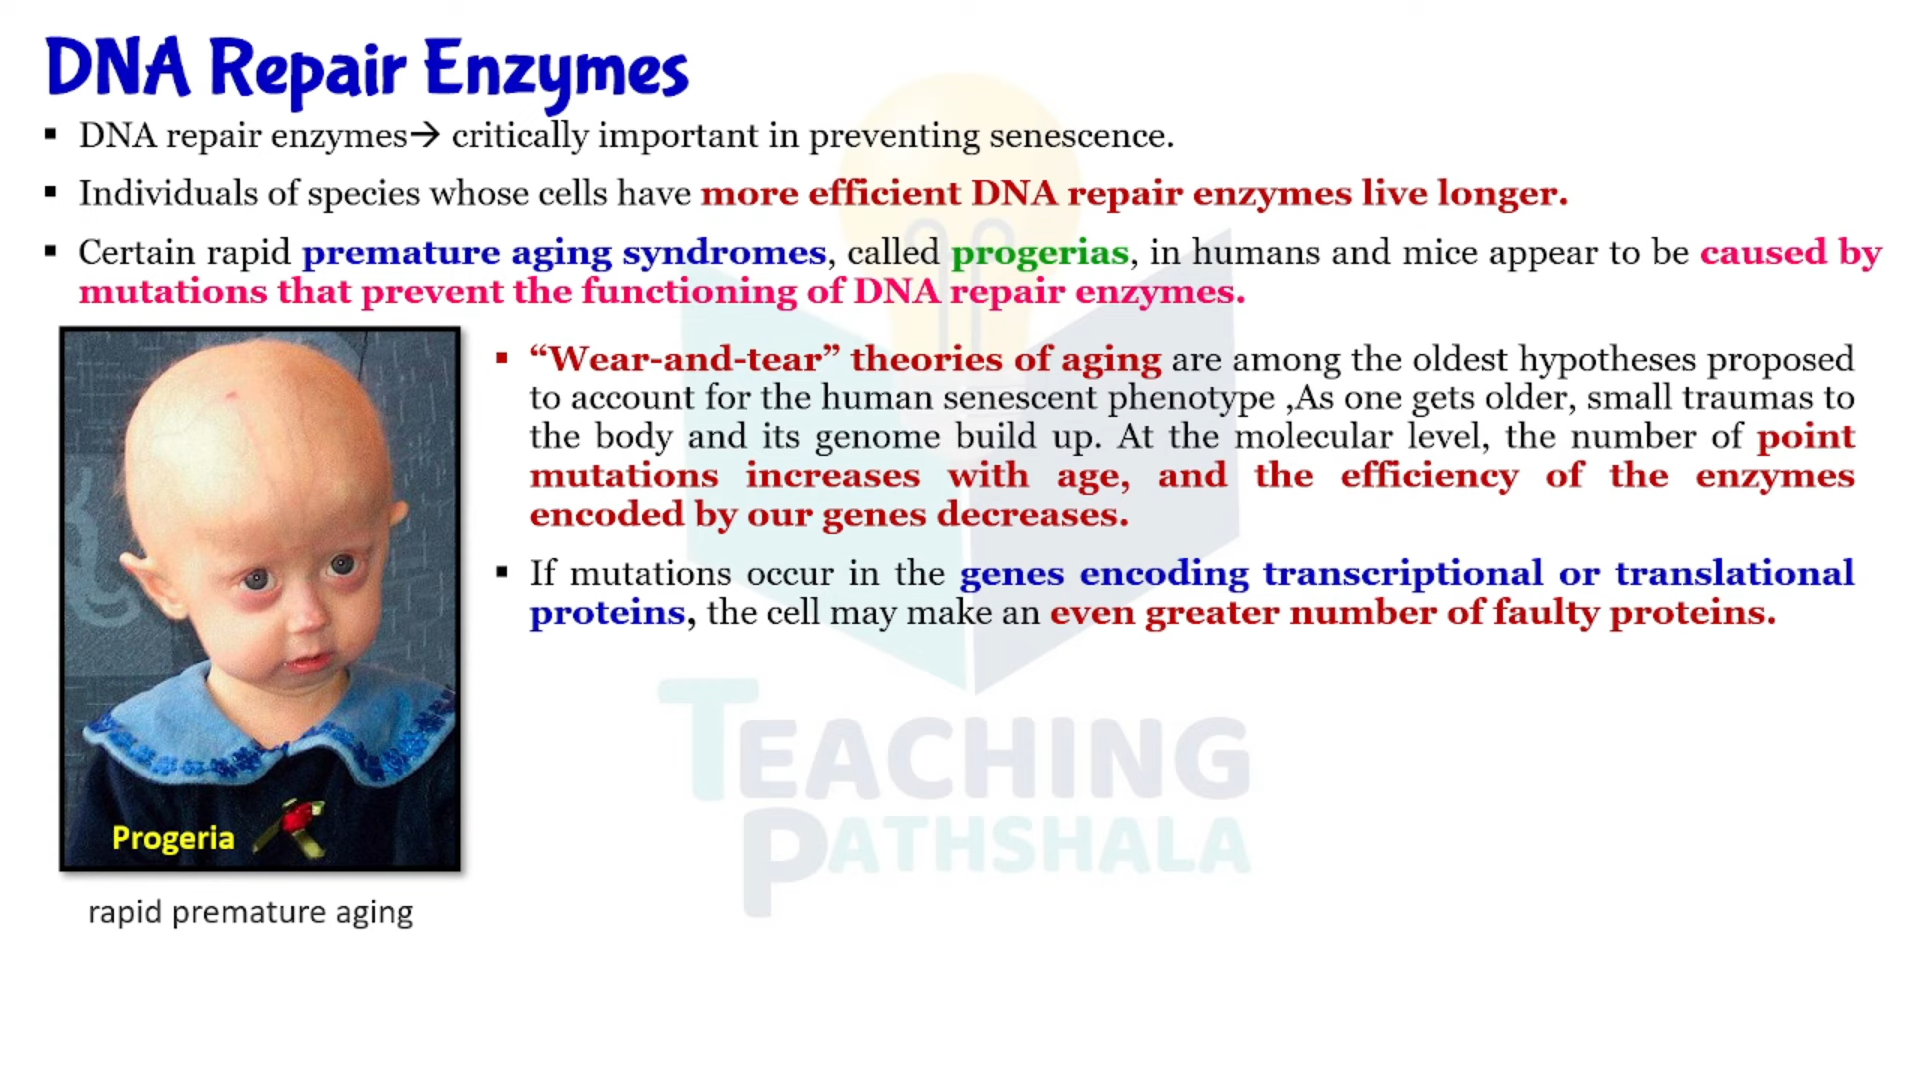 DNA Repair Enzymes
▪ DNA repair enzymes→ critically important in preventing senescence.
▪ Individuals of species whose cells have more efficient DNA repair enzymes live longer.
▪ Certain rapid premature aging syndromes, called progerias, in humans and mice appear to be caused by
mutations that prevent the functioning of DNA repair enzymes.
▪ “Wear-and-tear” theories of aging are among the oldest hypotheses proposed
to account for the human senescent phenotype ,As one gets older, small traumas to
the body and its genome build up. At the molecular level, the number of point
mutations increases with age, and the efficiency of the enzymes
encoded by our genes decreases.
▪ If mutations occur in the genes encoding transcriptional or translational
proteins, the cell may make an even greater number of faulty proteins.
Progeria
rapid premature aging
TEACHING
PATHSHALA